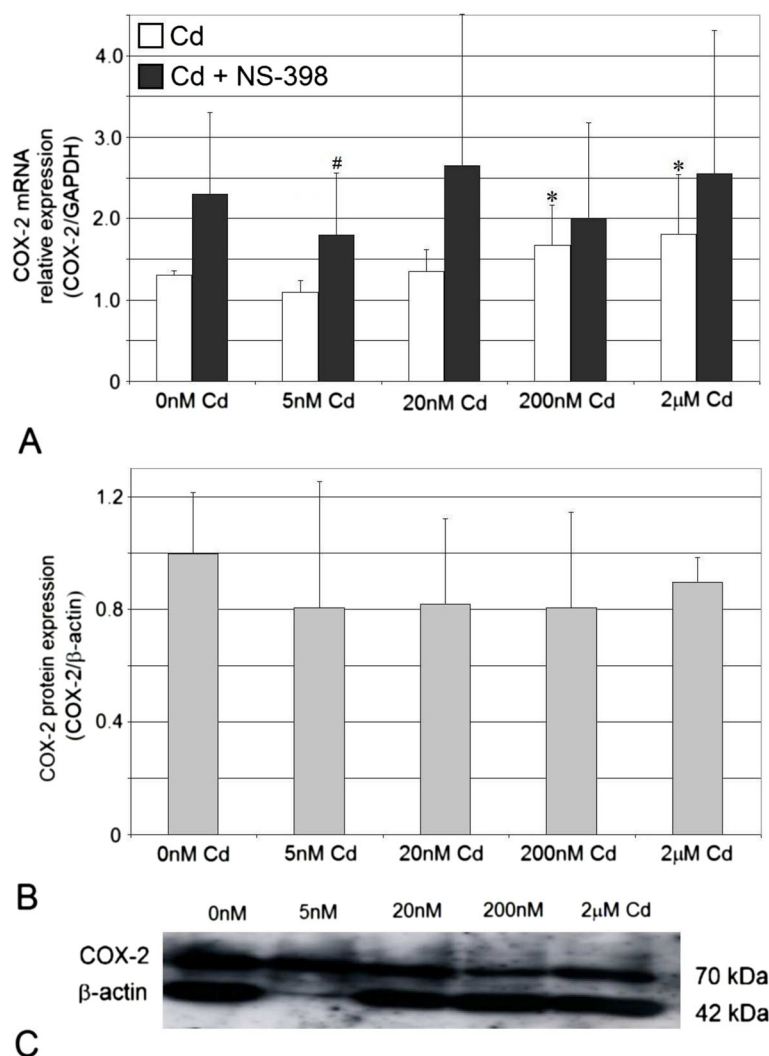 4.0
Cd
Cd + NS-398
3.0
#
*
*
2.0
1.0
0
COX-2 mRNA
relative expression
(COX-2/GAPDH)
0nM Cd 5nM Cd 20nM Cd 200nM Cd 2µM Cd
A
1.2
0.8
0.4
0
COX-2 protein expression
(COX-2/β-actin)
0nM Cd 5nM Cd 20nM Cd 200nM Cd 2µM Cd
B
0nM 5nM 20nM 200nM 2µM Cd
COX-2
70 kDa
β-actin
42 kDa
C